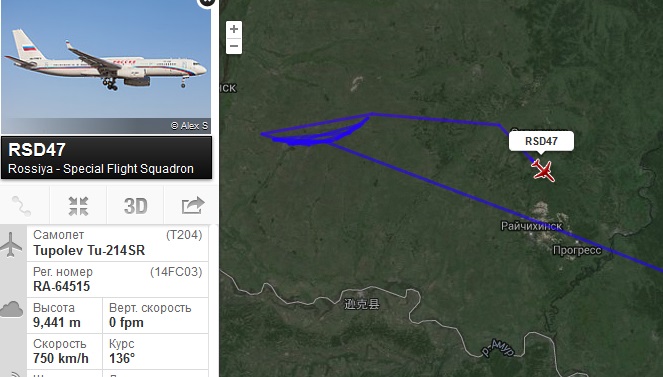 © Alex S
RSD47
Rossiya - Special Flight Squadron
3D
Самолет (T204)
Tupolev Tu-214SR
Рег. номер (14FC03)
RA-64515
Высота Верт. скорость
9,441 m 0 fpm
Скорость Курс
750 km/h 136°
+
−
нск
RSD47
Райчихинск
Прогресс
逊克县
р-Амур